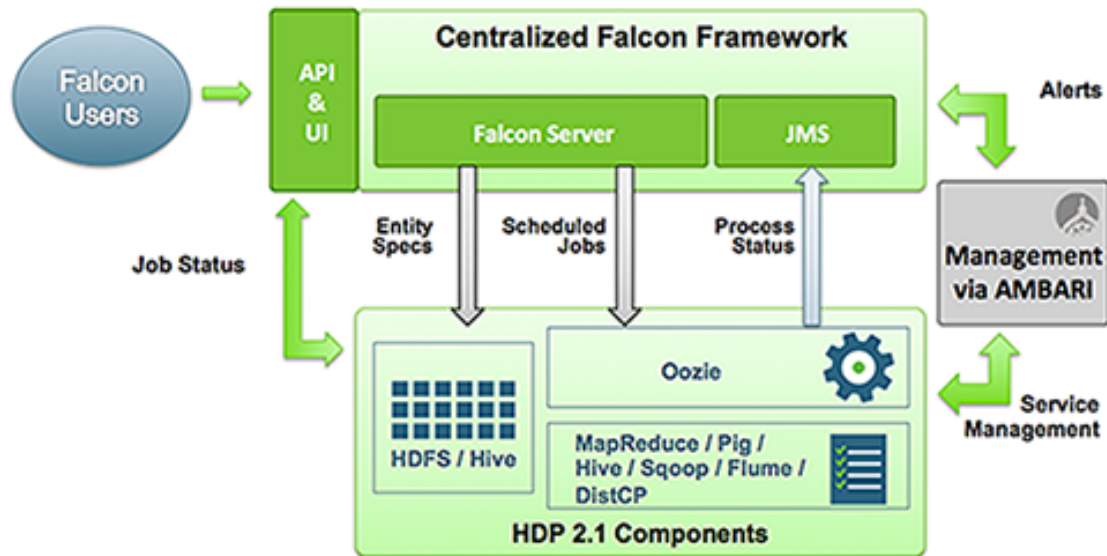 Centralized Falcon Framework
Falcon
Users
API
&
UI
Falcon Server
JMS
Alerts
Entity
Specs
Scheduled
Jobs
Process
Status
Job Status
Management
via AMBARI
Oozie
HDFS / Hive
MapReduce / Pig /
Hive / Sqoop / Flume /
DistCP
Service
Management
HDP 2.1 Components